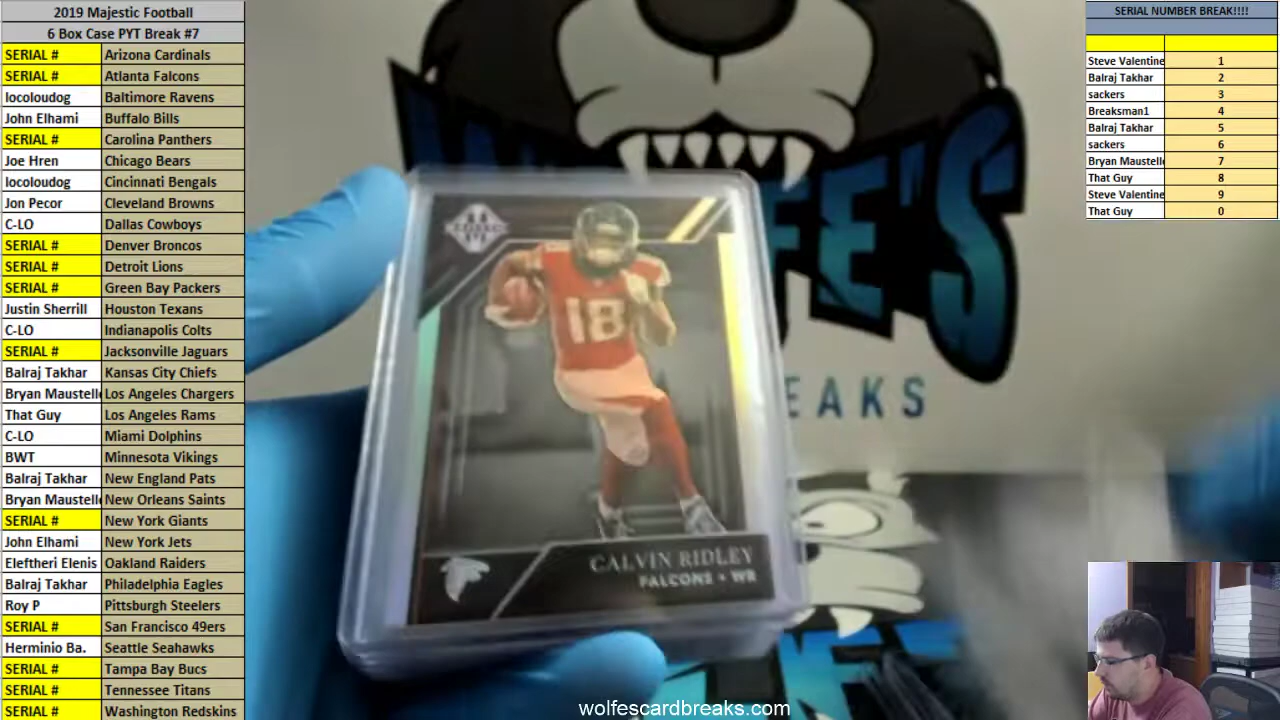 2019 Majestic Football
6 Box Case PYT Break #7
SERIAL # Arizona Cardinals
SERIAL # Atlanta Falcons
locoloudog Baltimore Ravens
John Elhami Buffalo Bills
SERIAL # Carolina Panthers
Joe Hren Chicago Bears
locoloudog Cincinnati Bengals
Jon Pecor Cleveland Browns
C-LO Dallas Cowboys
SERIAL # Denver Broncos
SERIAL # Detroit Lions
SERIAL # Green Bay Packers
Justin Sherrill Houston Texans
C-LO Indianapolis Colts
SERIAL # Jacksonville Jaguars
Balraj Takhar Kansas City Chiefs
Bryan Maustelle Los Angeles Chargers
That Guy Los Angeles Rams
C-LO Miami Dolphins
BWT Minnesota Vikings
Balraj Takhar New England Pats
Bryan Maustelle New Orleans Saints
SERIAL # New York Giants
John Elhami New York Jets
Eleftheri Elenis Oakland Raiders
Balraj Takhar Philadelphia Eagles
Roy P Pittsburgh Steelers
SERIAL # San Francisco 49ers
Herminio Ba. Seattle Seahawks
SERIAL # Tampa Bay Bucs
SERIAL # Tennessee Titans
SERIAL # Washington Redskins
18
CALVIN RIDLEY
FALCONS • WR
FE'S
EAKS
wolfescardbreaks.com
SERIAL NUMBER BREAK!!!!
Steve Valentine 1
Balraj Takhar 2
sackers 3
Breaksman1 4
Balraj Takhar 5
sackers 6
Bryan Maustelle 7
That Guy 8
Steve Valentine 9
That Guy 0